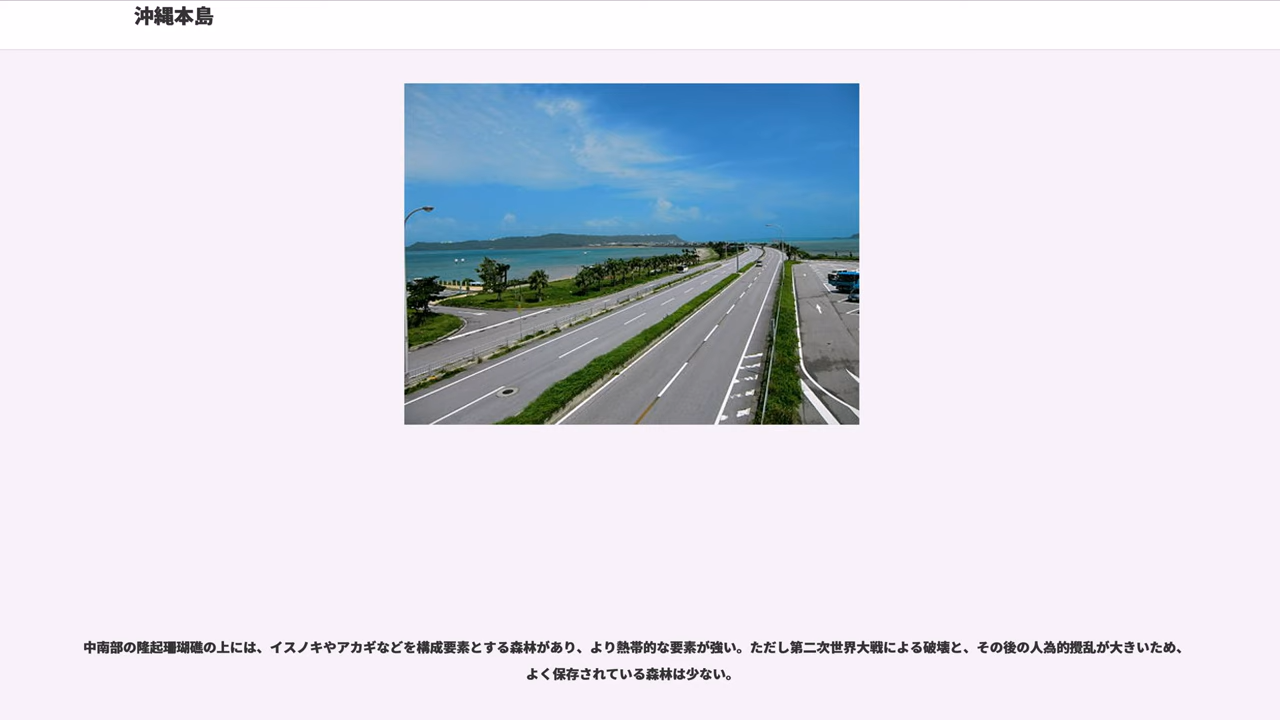 沖縄本島
中南部の隆起珊瑚礁の上には、イスノキやアカギなどを構成要素とする森林があり、より熱帯的な要素が強い。ただし第二次世界大戦による破壊と、その後の人為的攪乱が大きいため、
よく保存されている森林は少ない。